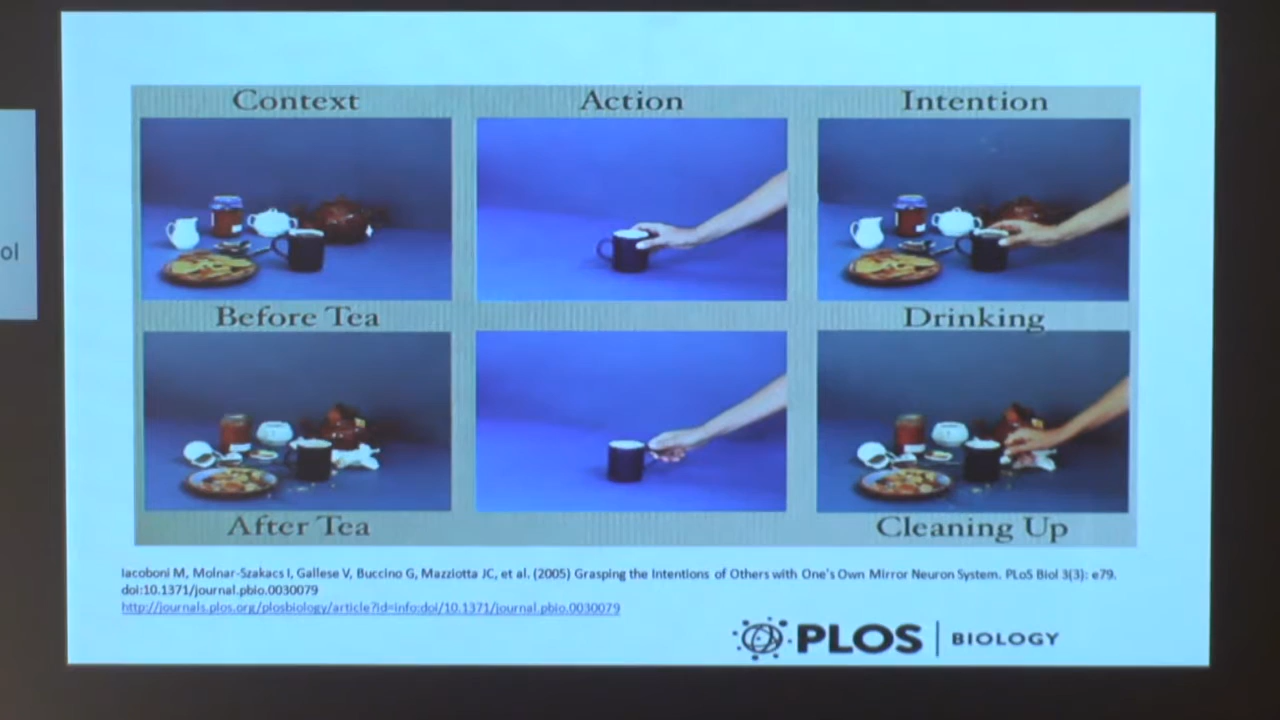 ol
Context Action Intention
Before Tea Drinking
After Tea Cleaning Up
Iacoboni M, Molnar-Szakacs I, Gallese V, Buccino G, Mazziotta JC, et al. (2005) Grasping the Intentions of Others with One's Own Mirror Neuron System. PLoS Biol 3(3): e79.
doi:10.1371/journal.pbio.0030079
http://journals.plos.org/plosbiology/article?id=info:doi/10.1371/journal.pbio.0030079
PLOS BIOLOGY